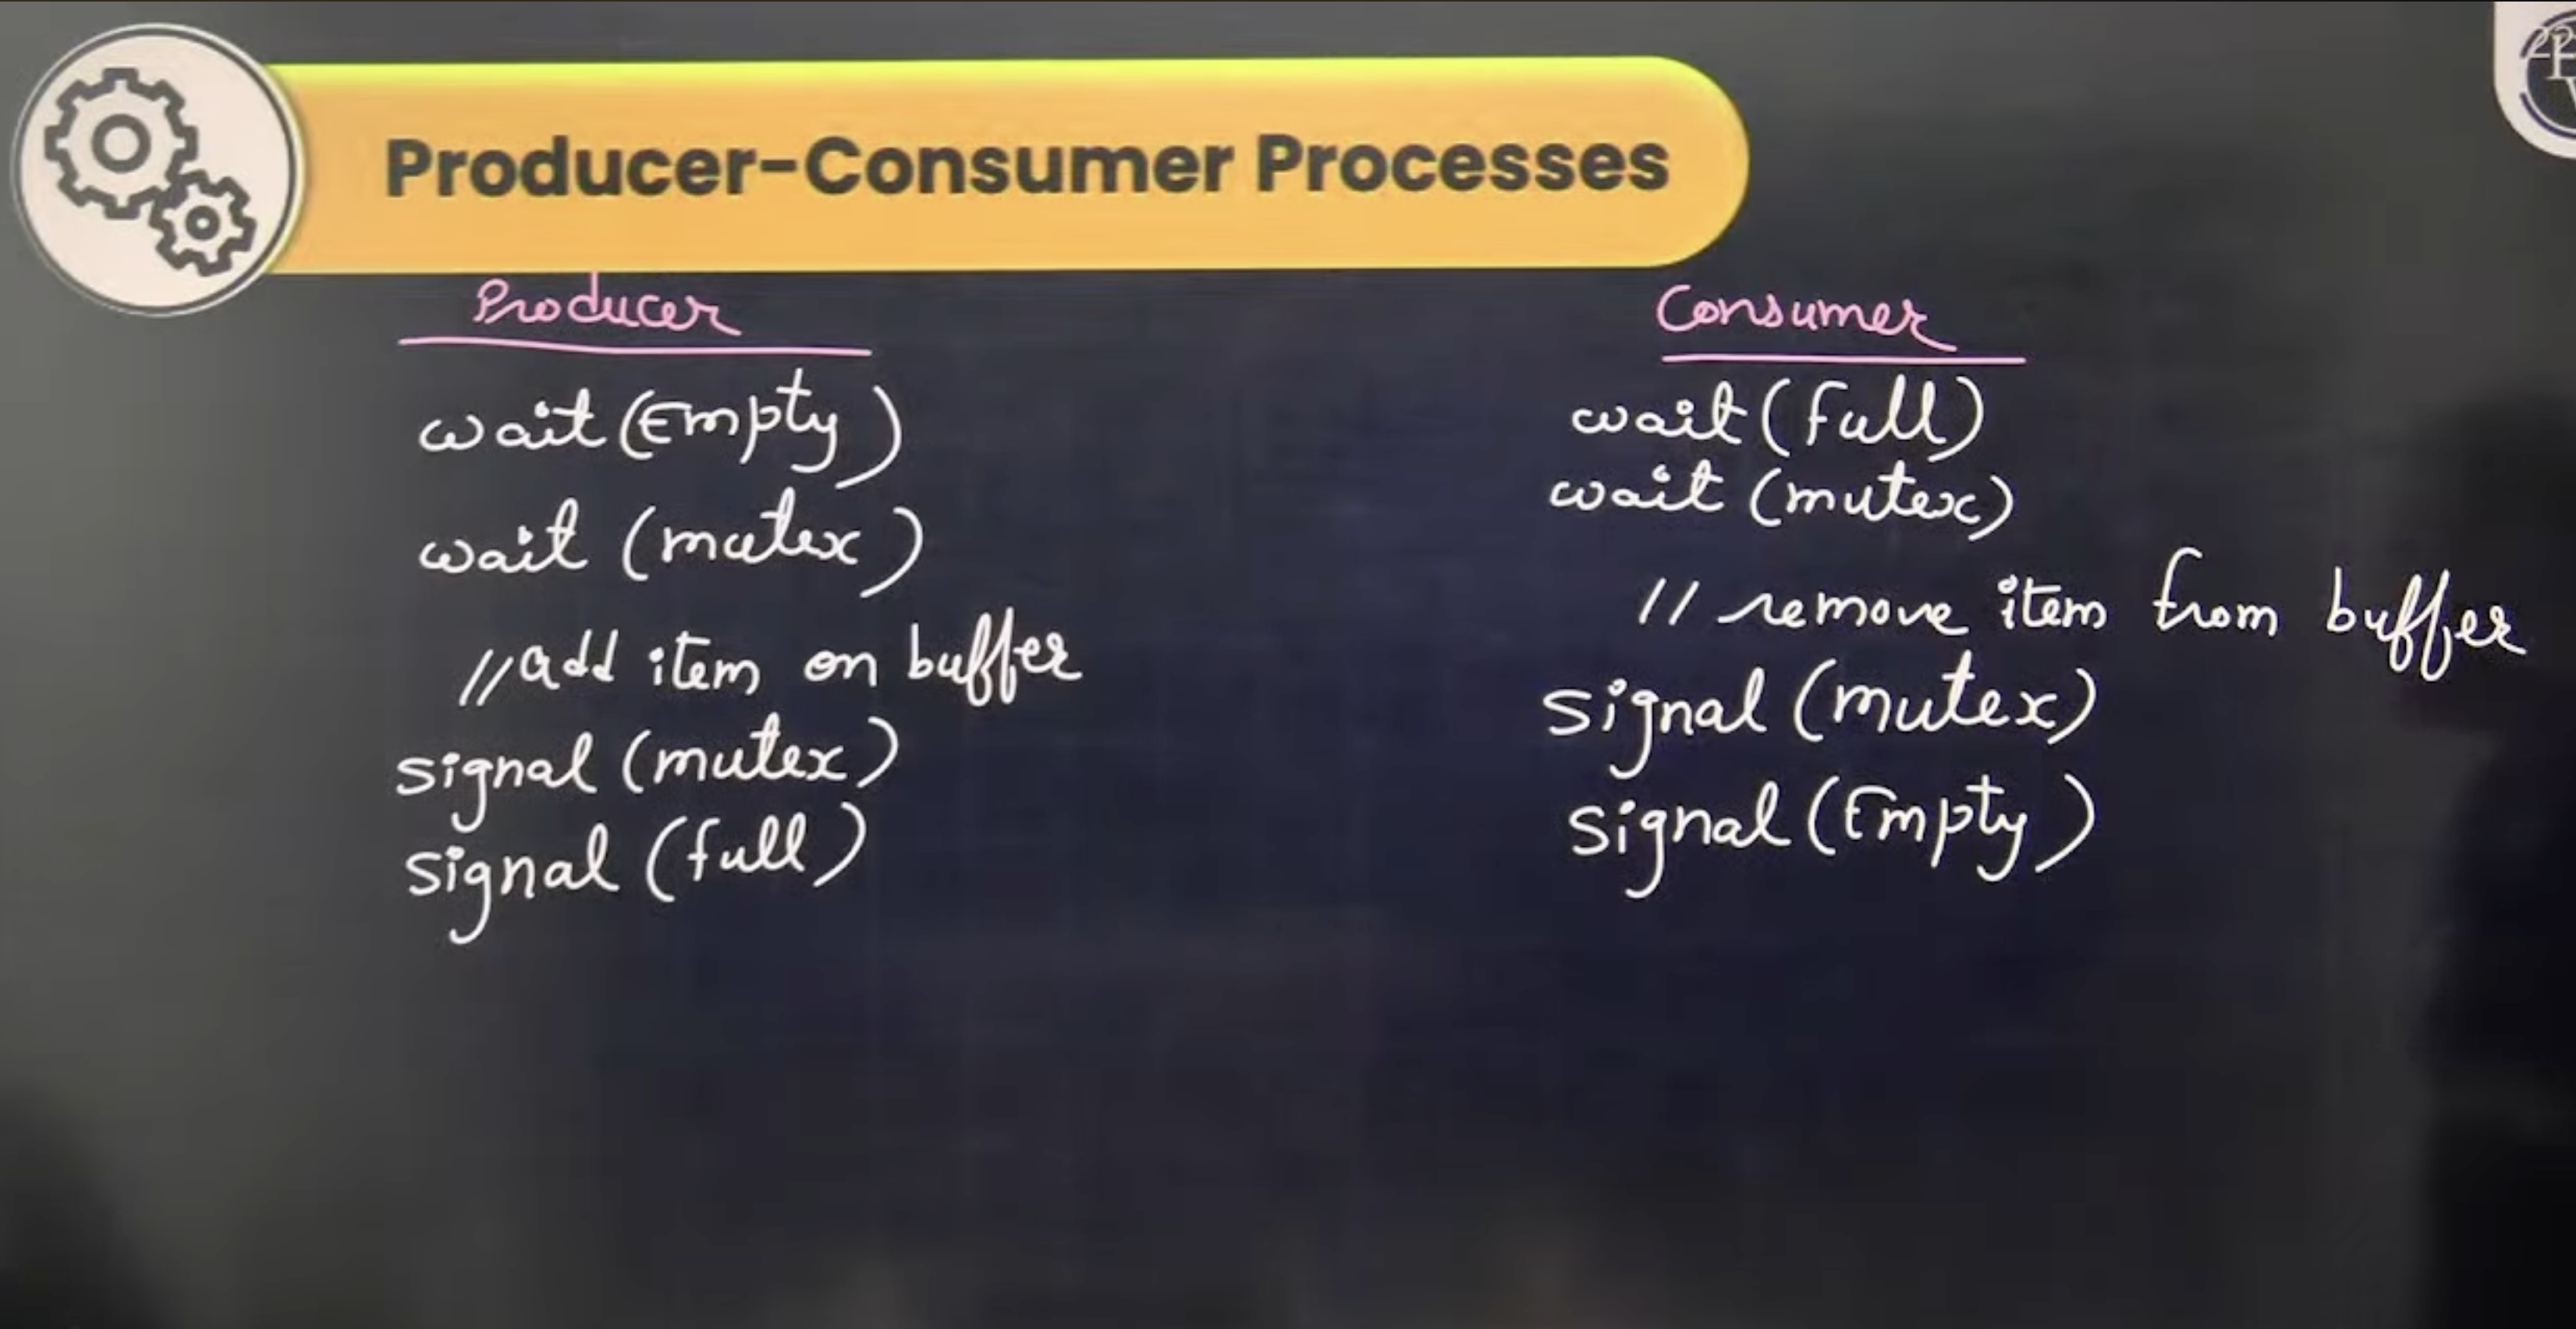 Producer-Consumer Processes
Producer
wait (Empty)
wait (mutex)
//add item on buffer
signal (mutex)
signal (full)
Consumer
wait (full)
wait (mutex)
// remove item from buffer
signal (mutex)
signal (Empty)